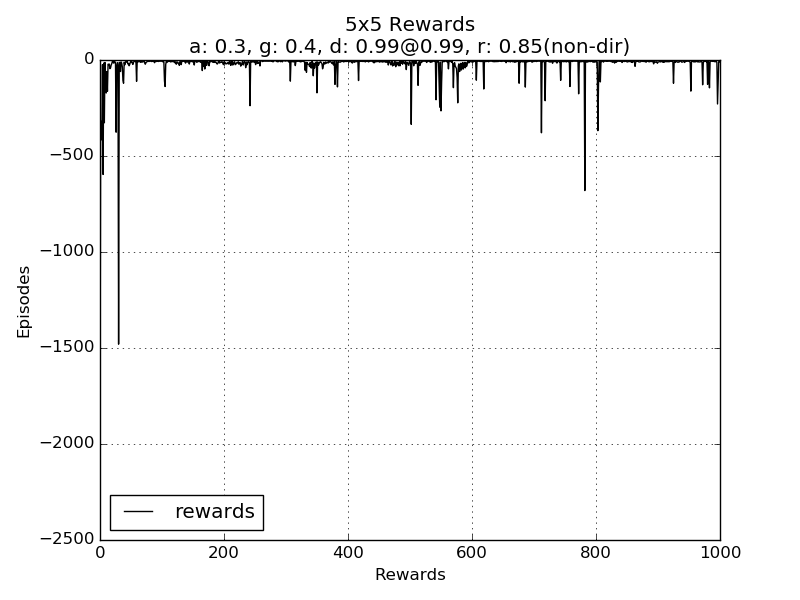 5x5 Rewards
a: 0.3, g: 0.4, d: 0.99@0.99, r: 0.85(non-dir)
0
−500
−1000
−1500
−2000
−2500
Episodes
rewards
0 200 400 600 800 1000
Rewards